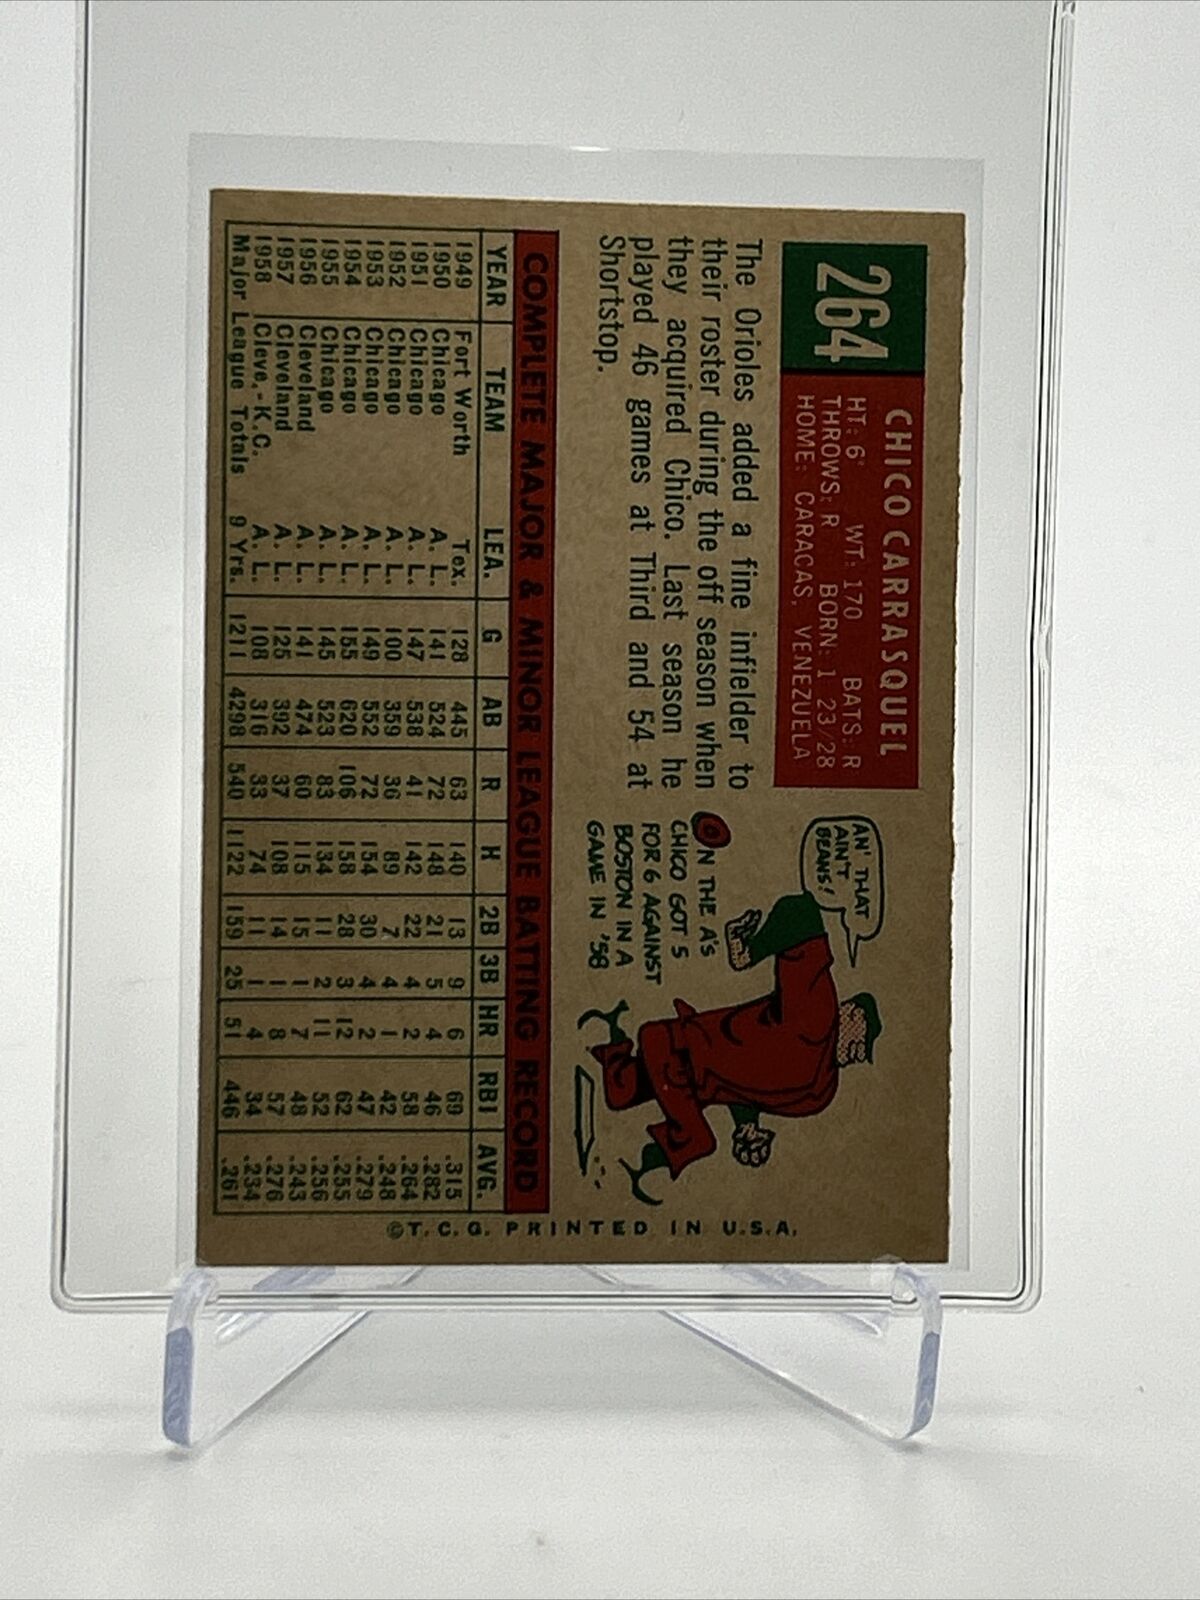 264
CHICO CARRASQUEL
HT: 6' WT: 170 BATS: R
THROWS: R BORN: 1 23/28
HOME: CARACAS, VENEZUELA
The Orioles added a fine infielder to
their roster during the off season when
they acquired Chico. Last season he
played 46 games at Third and 54 at
Shortstop.
AN' THAT
AIN'T
BEANS!
ON THE A'S
CHICO GOT 5
FOR 6 AGAINST
BOSTON IN A
GAME IN '58
COMPLETE MAJOR & MINOR LEAGUE BATTING RECORD
YEAR TEAM LEA. G AB R H 2B 3B HR RBI AVG.
1949 Fort Worth Tex. 128 445 63 140 13 9 6 69 .315
1950 Chicago A. L. 141 524 72 148 21 5 4 46 .282
1951 Chicago A. L. 147 538 41 142 22 4 2 58 .264
1952 Chicago A. L. 100 359 36 89 7 4 1 42 .248
1953 Chicago A. L. 149 552 72 154 30 4 2 47 .279
1954 Chicago A. L. 155 620 106 158 28 3 12 62 .255
1955 Chicago A. L. 145 523 83 134 11 2 11 52 .256
1956 Cleveland A. L. 141 474 60 115 15 1 7 48 .243
1957 Cleveland A. L. 125 392 37 108 14 1 8 57 .276
1958 Cleve.-K.C. A. L. 108 316 33 74 11 1 4 34 .234
Major League Totals 9 Yrs. 1211 4298 540 1122 159 25 51 446 .261
©T. C. G. PRINTED IN U.S.A.